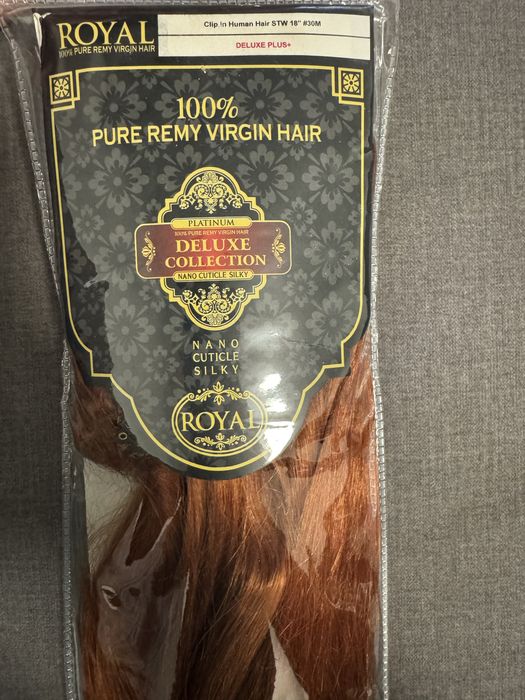 ROYAL
100% PURE REMY VIRGIN HAIR
Clip in Human Hair STW 18" #30M
DELUXE PLUS+
100%
PURE REMY VIRGIN HAIR
PLATINUM
100% PURE REMY VIRGIN HAIR
DELUXE
COLLECTION
NANO CUTICLE SILKY
NANO
CUTICLE
SILKY
ROYAL